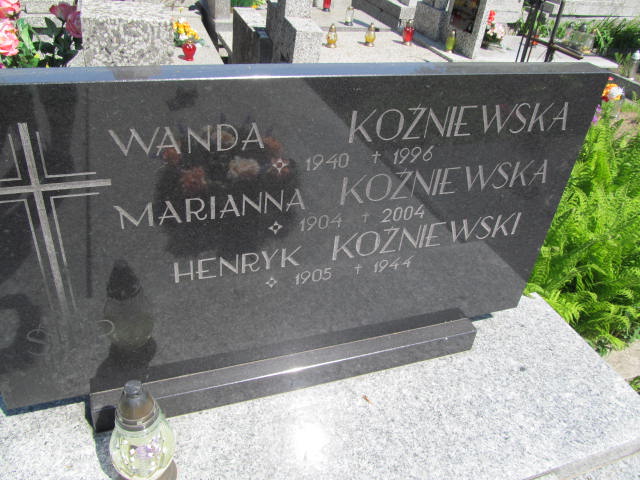 WANDA KOŹNIEWSKA
1940 † 1996
MARIANNA KOŹNIEWSKA
1904 † 2004
HENRYK KOŹNIEWSKI
1905 † 1944
Ś P